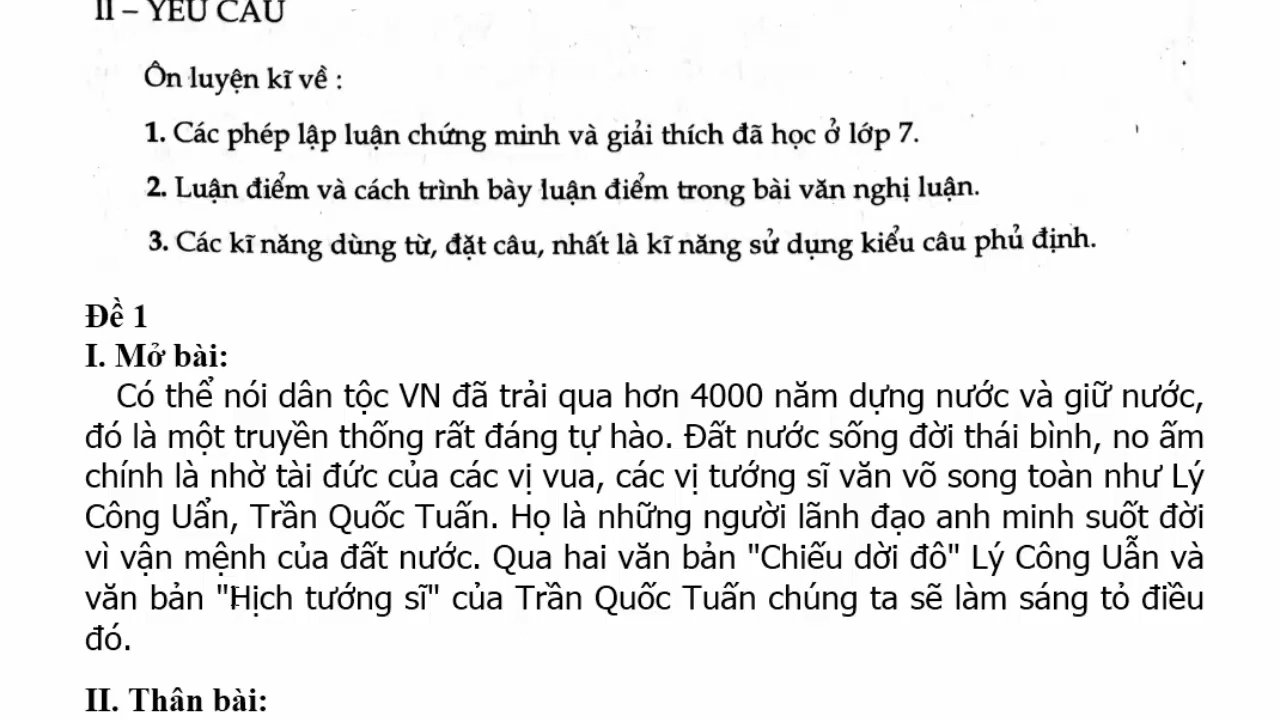 II – YÊU CẦU
Ôn luyện kĩ về :
1. Các phép lập luận chứng minh và giải thích đã học ở lớp 7.
2. Luận điểm và cách trình bày luận điểm trong bài văn nghị luận.
3. Các kĩ năng dùng từ, đặt câu, nhất là kĩ năng sử dụng kiểu câu phủ định.
Đề 1
I. Mở bài:
Có thể nói dân tộc VN đã trải qua hơn 4000 năm dựng nước và giữ nước,
đó là một truyền thống rất đáng tự hào. Đất nước sống đời thái bình, no ấm
chính là nhờ tài đức của các vị vua, các vị tướng sĩ văn võ song toàn như Lý
Công Uẩn, Trần Quốc Tuấn. Họ là những người lãnh đạo anh minh suốt đời
vì vận mệnh của đất nước. Qua hai văn bản "Chiếu dời đô" Lý Công Uẫn và
văn bản "Hịch tướng sĩ" của Trần Quốc Tuấn chúng ta sẽ làm sáng tỏ điều
đó.
II. Thân bài: